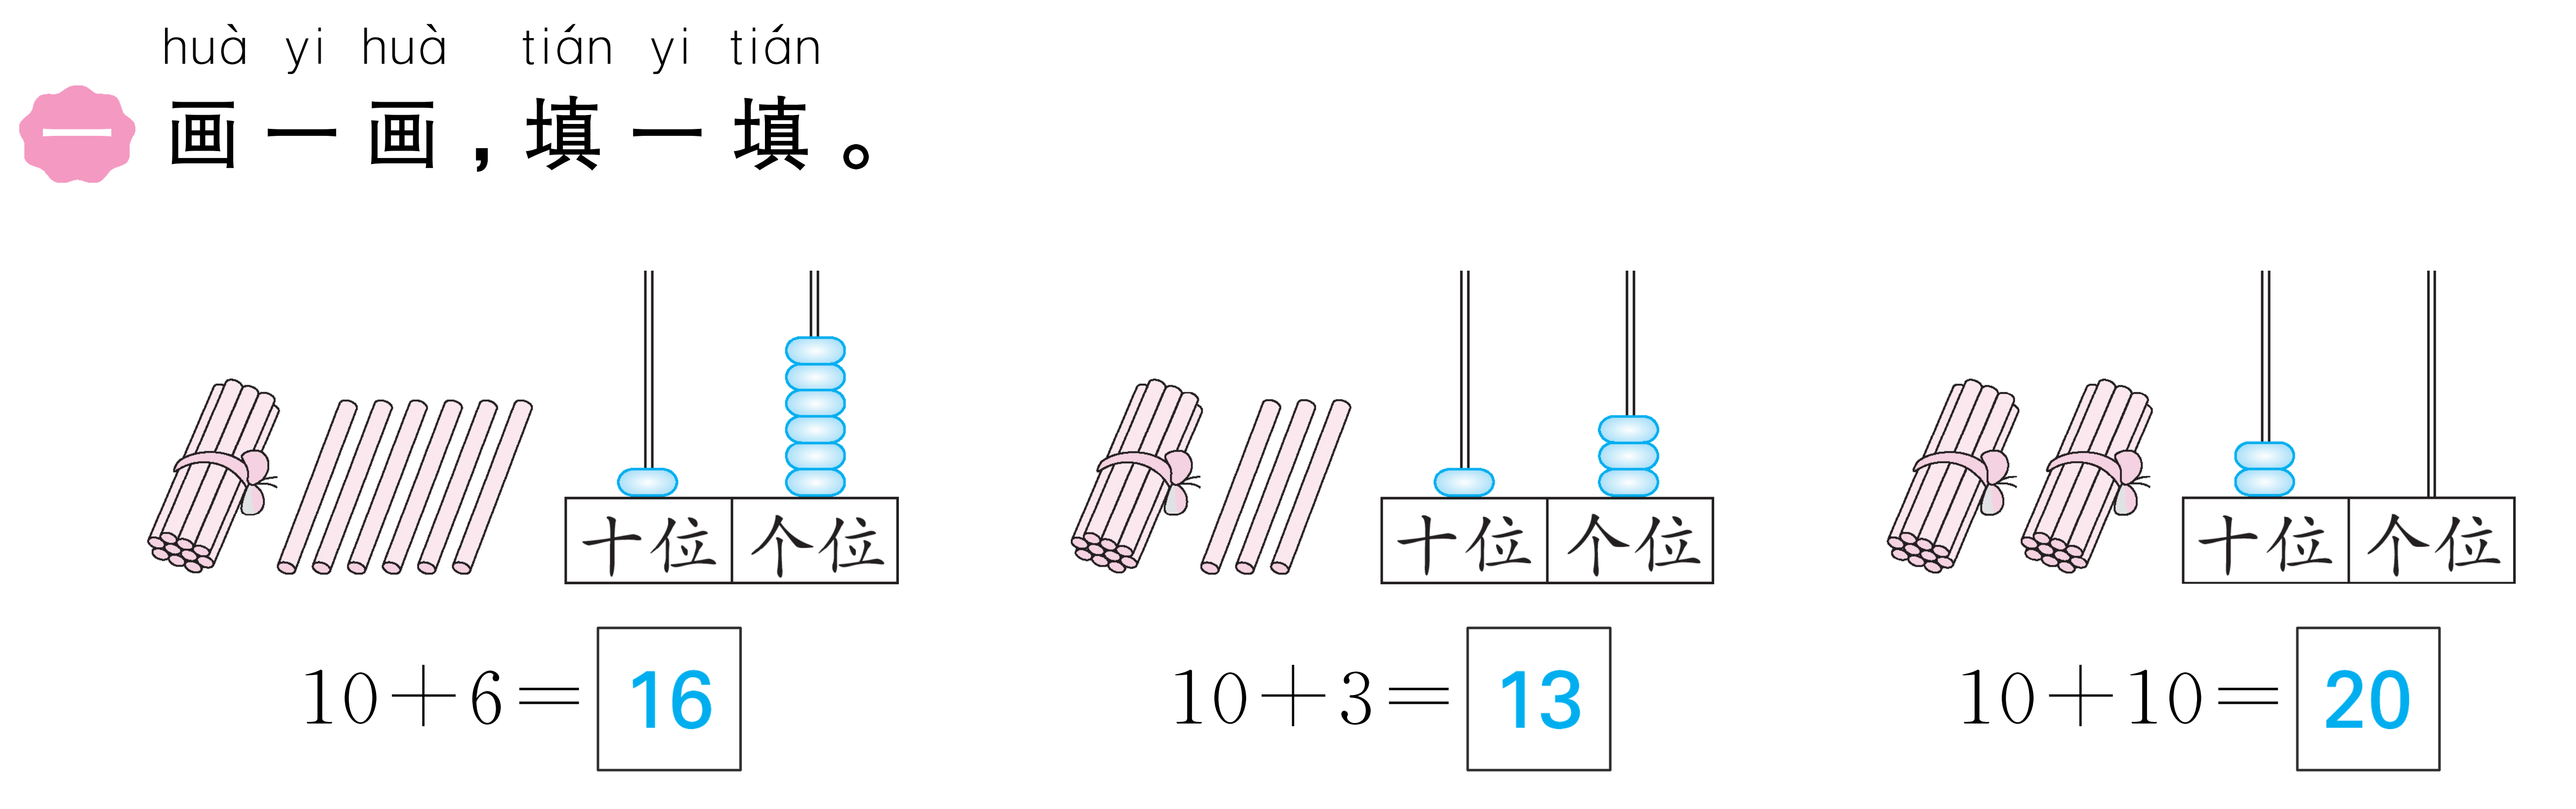 huà yi huà tián yi tián
一 画一画，填一填。
十位 个位 十位 个位 十位 个位
10+6=16 10+3=13 10+10=20